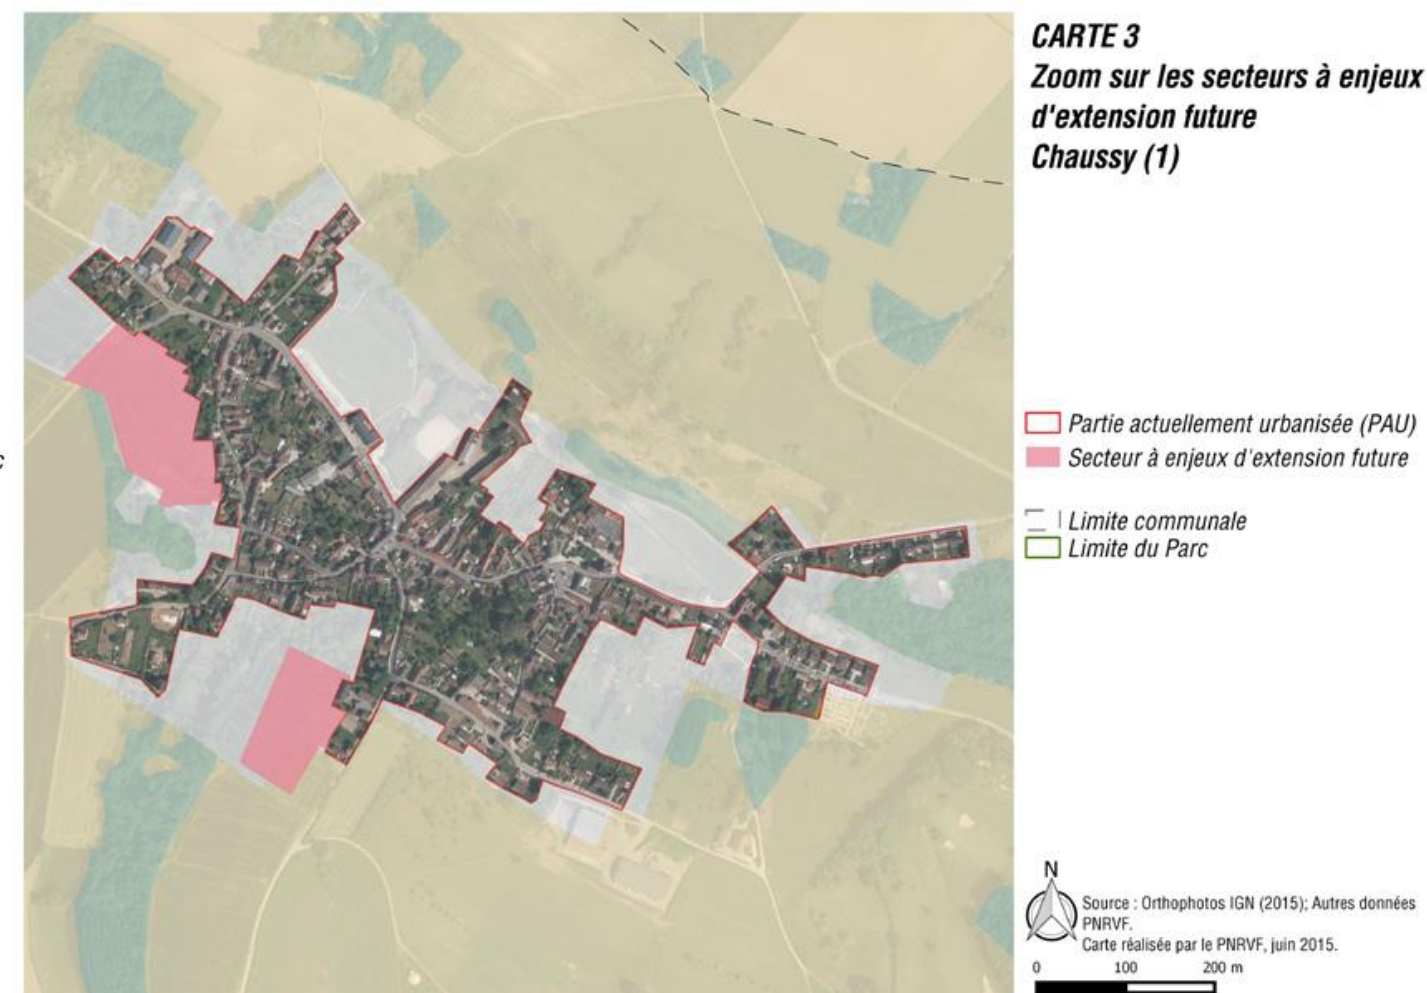 CARTE 3
Zoom sur les secteurs à enjeux
d'extension future
Chaussy (1)
c
Partie actuellement urbanisée (PAU)
Secteur à enjeux d'extension future
Limite communale
Limite du Parc
N
Source : Orthophotos IGN (2015); Autres données
PNRVF.
Carte réalisée par le PNRVF, juin 2015.
0 100 200 m